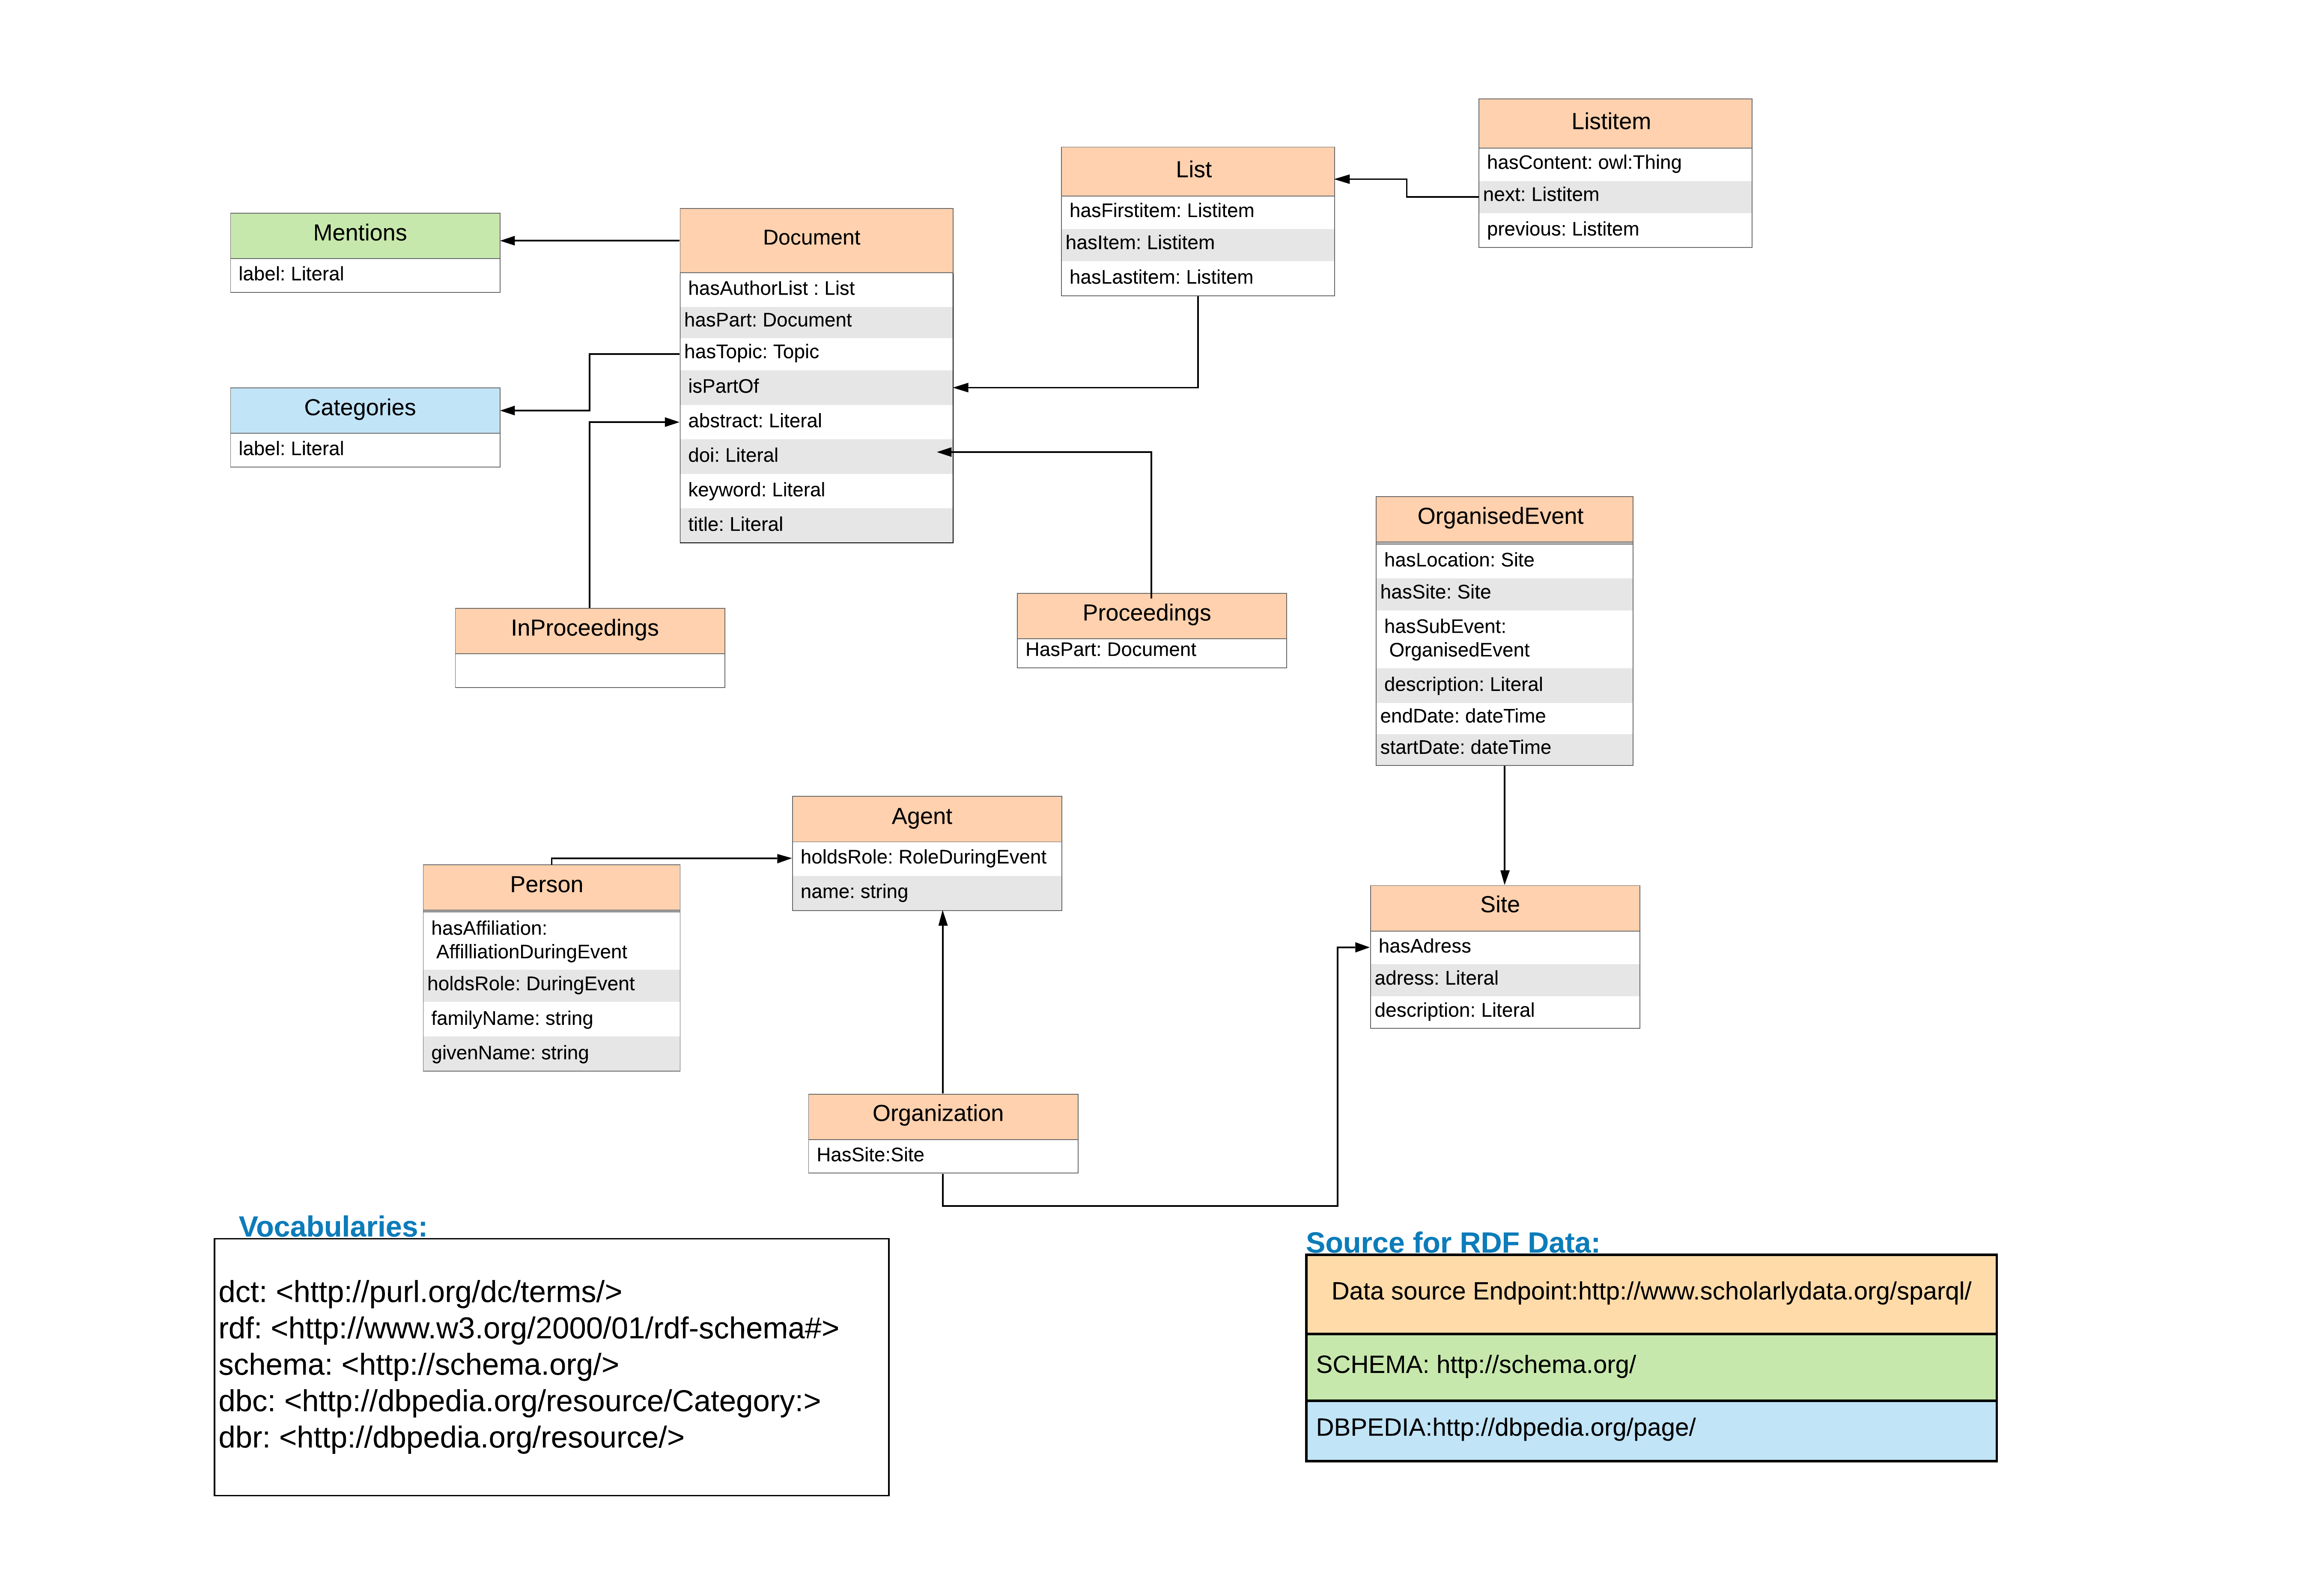 Listitem
hasContent: owl:Thing
next: Listitem
previous: Listitem
List
hasFirstitem: Listitem
hasItem: Listitem
hasLastitem: Listitem
Mentions
label: Literal
Document
hasAuthorList : List
hasPart: Document
hasTopic: Topic
isPartOf
abstract: Literal
doi: Literal
keyword: Literal
title: Literal
Categories
label: Literal
InProceedings
Proceedings
HasPart: Document
OrganisedEvent
hasLocation: Site
hasSite: Site
hasSubEvent:
OrganisedEvent
description: Literal
endDate: dateTime
startDate: dateTime
Agent
holdsRole: RoleDuringEvent
name: string
Person
hasAffiliation:
AffilliationDuringEvent
holdsRole: DuringEvent
familyName: string
givenName: string
Site
hasAdress
adress: Literal
description: Literal
Organization
HasSite:Site
Vocabularies:
dct: <http://purl.org/dc/terms/>
rdf: <http://www.w3.org/2000/01/rdf-schema#>
schema: <http://schema.org/>
dbc: <http://dbpedia.org/resource/Category:>
dbr: <http://dbpedia.org/resource/>
Source for RDF Data:
Data source Endpoint:http://www.scholarlydata.org/sparql/
SCHEMA: http://schema.org/
DBPEDIA:http://dbpedia.org/page/